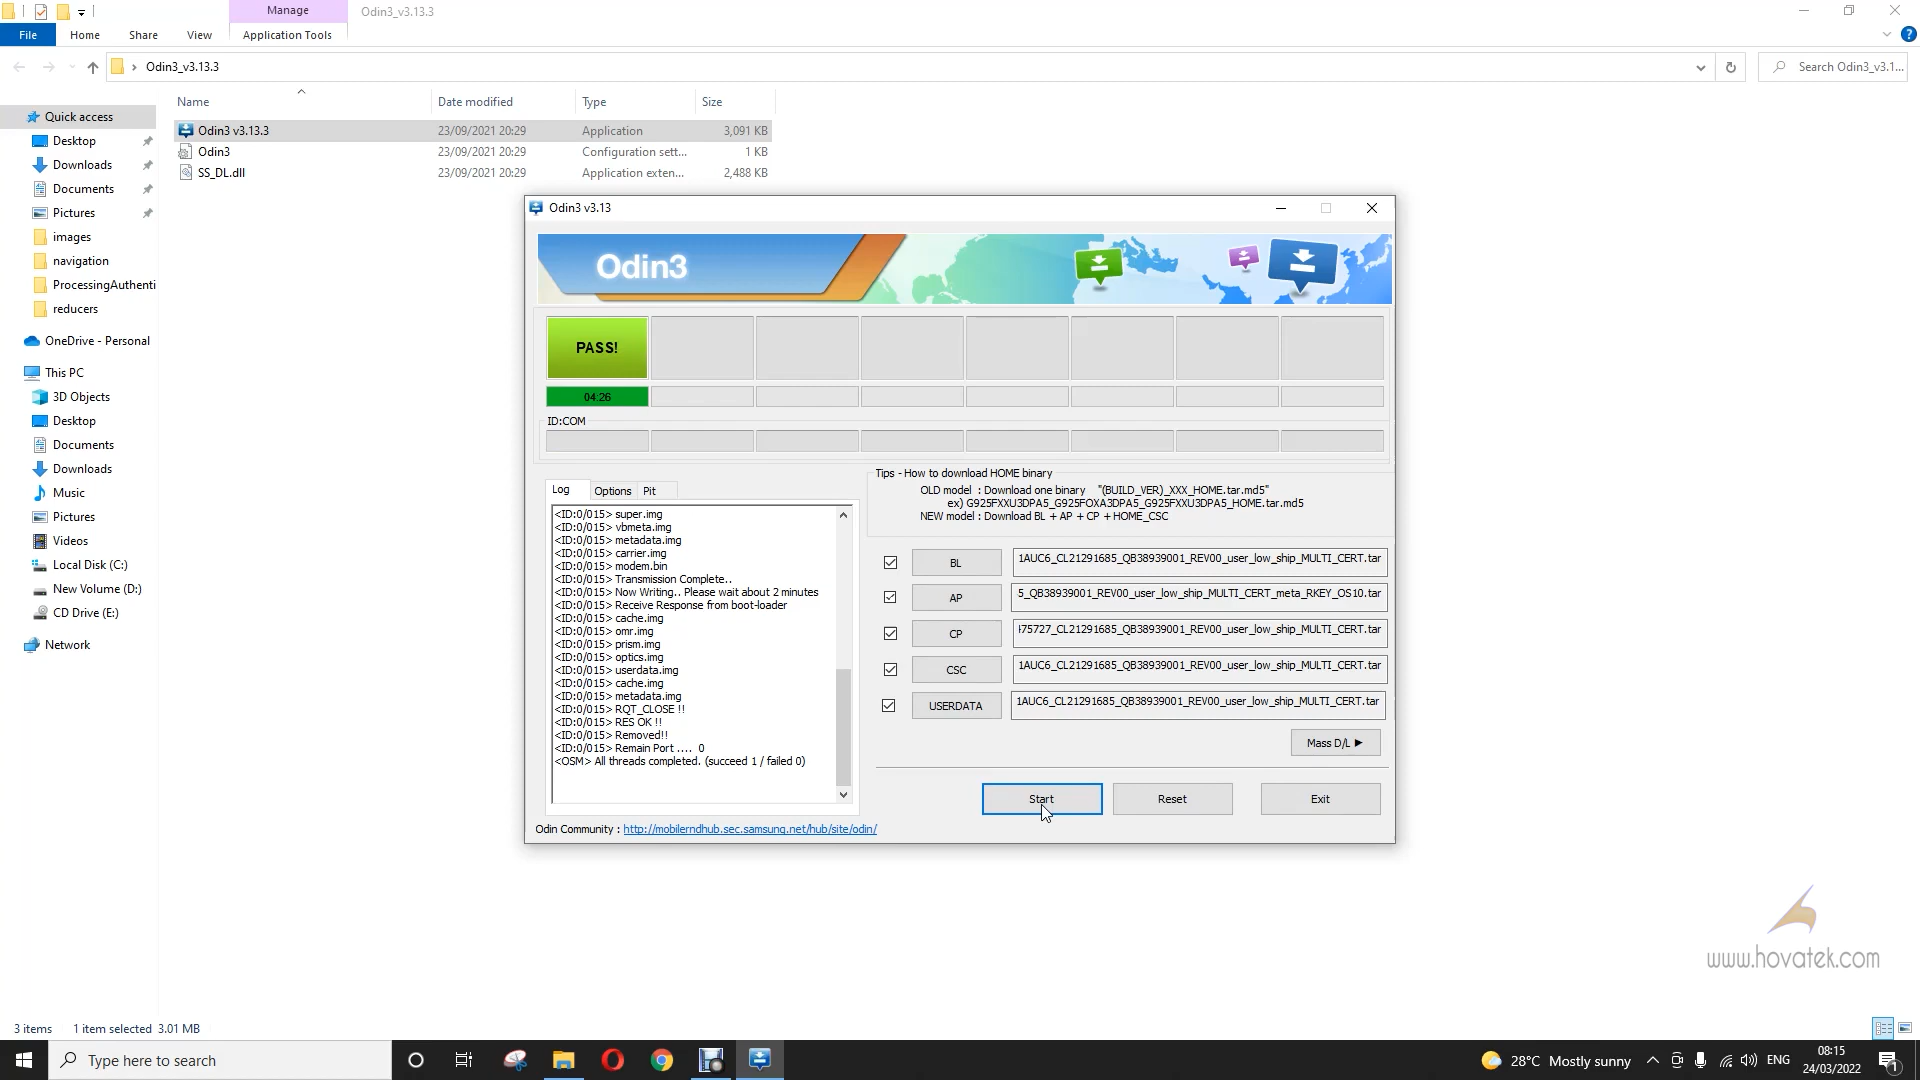 Manage
Odin3_v3.13.3
File
Home
Share
View
Application Tools
Odin3_v3.13.3
Search Odin3_v3.1...
Name
Date modified
Type
Size
Odin3 v3.13.3
23/09/2021 20:29
Application
3,091 KB
Odin3
23/09/2021 20:29
Configuration sett...
1 KB
SS_DL.dll
23/09/2021 20:29
Application exten...
2,488 KB
Quick access
Desktop
Downloads
Documents
Pictures
images
navigation
ProcessingAuthenti
reducers
OneDrive - Personal
This PC
3D Objects
Desktop
Documents
Downloads
Music
Pictures
Videos
Local Disk (C:)
New Volume (D:)
CD Drive (E:)
Network
Odin3 v3.13
Odin3
PASS!
04:26
ID:COM
Log
Options
Pit
<ID:0/015> super.img
<ID:0/015> vbmeta.img
<ID:0/015> metadata.img
<ID:0/015> carrier.img
<ID:0/015> modem.bin
<ID:0/015> Transmission Complete..
<ID:0/015> Now Writing.. Please wait about 2 minutes
<ID:0/015> Receive Response from boot-loader
<ID:0/015> cache.img
<ID:0/015> omr.img
<ID:0/015> prism.img
<ID:0/015> optics.img
<ID:0/015> userdata.img
<ID:0/015> cache.img
<ID:0/015> metadata.img
<ID:0/015> RQT_CLOSE !!
<ID:0/015> RES OK !!
<ID:0/015> Removed!!
<ID:0/015> Remain Port .... 0
<OSM> All threads completed. (succeed 1 / failed 0)
Tips - How to download HOME binary
OLD model : Download one binary "(BUILD_VER)_XXX_HOME.tar.md5"
ex) G925FXXU3DPA5_G925FOXA3DPA5_G925FXXU3DPA5_HOME.tar.md5
NEW model : Download BL + AP + CP + HOME_CSC
BL
1AUC6_CL21291685_QB38939001_REV00_user_low_ship_MULTI_CERT.tar
AP
5_QB38939001_REV00_user_low_ship_MULTI_CERT_meta_RKEY_OS10.tar
CP
75727_CL21291685_QB38939001_REV00_user_low_ship_MULTI_CERT.tar
CSC
1AUC6_CL21291685_QB38939001_REV00_user_low_ship_MULTI_CERT.tar
USERDATA
1AUC6_CL21291685_QB38939001_REV00_user_low_ship_MULTI_CERT.tar
Mass D/L ►
Start
Reset
Exit
Odin Community : http://mobilerndhub.sec.samsung.net/hub/site/odin/
www.hovatek.com
3 items
1 item selected 3.01 MB
Type here to search
28°C Mostly sunny
ENG
08:15
24/03/2022
1